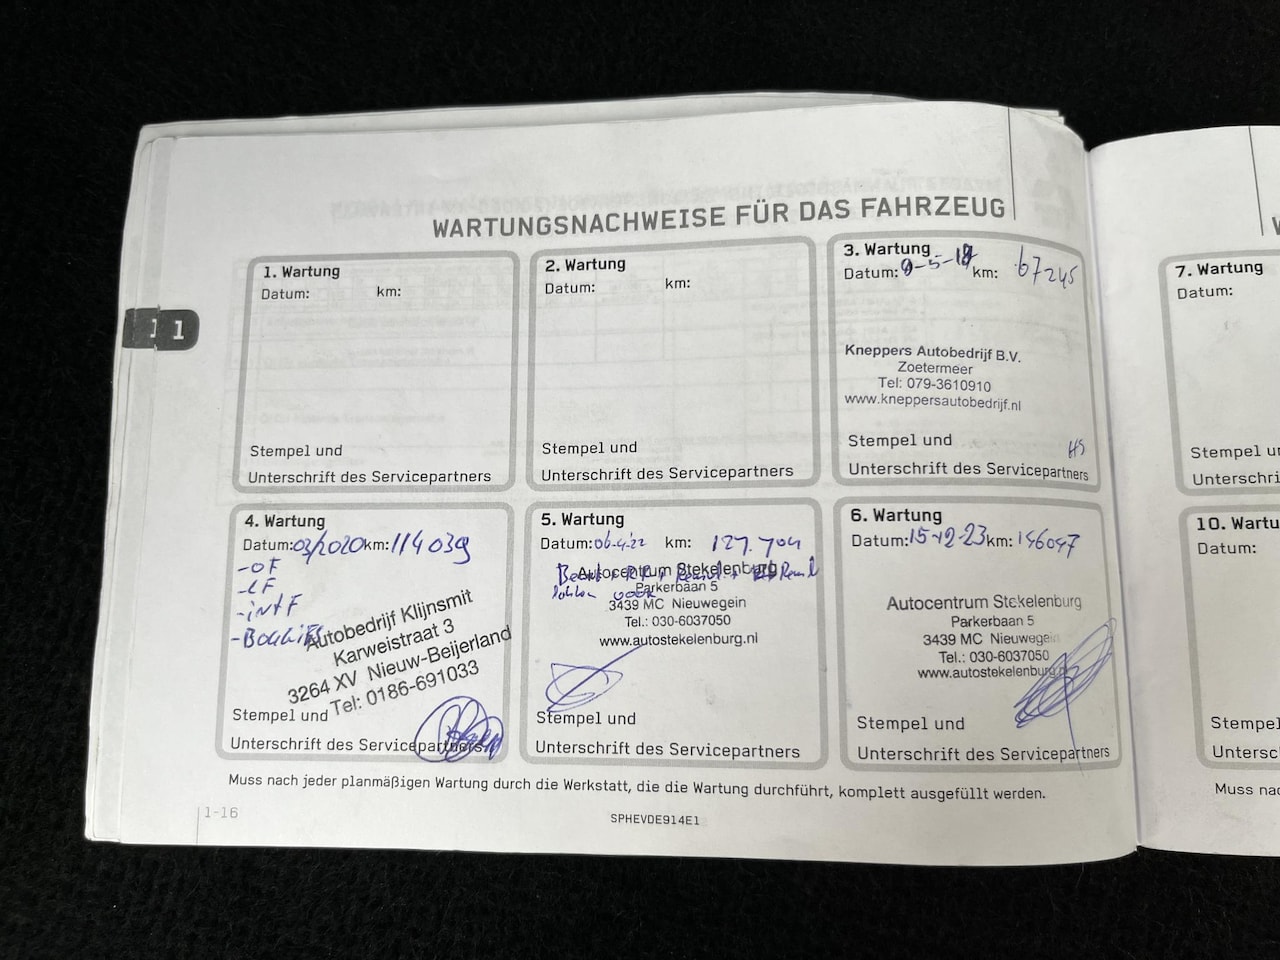 WARTUNGSNACHWEISE FÜR DAS FAHRZEUG
1
1. Wartung
Datum: km:
Stempel und
Unterschrift des Servicepartners
2. Wartung
Datum: km:
Stempel und
Unterschrift des Servicepartners
3. Wartung
Datum: km: 67245
Kneppers Autobedrijf B.V.
Zoetermeer
Tel: 079-3610910
www.kneppersautobedrijf.nl
HS
Stempel und
Unterschrift des Servicepartners
4. Wartung
Datum: 03/2020 km: 114039
-OF
-LF
-intF
Autobedrijf Klijnsmit
Karweistraat 3
3264 XV Nieuw-Beijerland
Tel: 0186-691033
Stempel und
Unterschrift des Servicepartners
5. Wartung
Datum: 06-4-22 km: 127.704
Autocentrum Stekelenburg
Parkerbaan 5
3439 MC Nieuwegein
Tel.: 030-6037050
www.autostekelenburg.nl
Stempel und
Unterschrift des Servicepartners
6. Wartung
Datum: 15-12-23 km: 146047
Autocentrum Stekelenburg
Parkerbaan 5
3439 MC Nieuwegein
Tel.: 030-6037050
www.autostekelenburg.nl
Stempel und
Unterschrift des Servicepartners
Muss nach jeder planmäßigen Wartung durch die Werkstatt, die die Wartung durchführt, komplett ausgefüllt werden.
1-16
SPHEVDE914E1
7. Wartung
Datum:
10.
Datum:
Muss